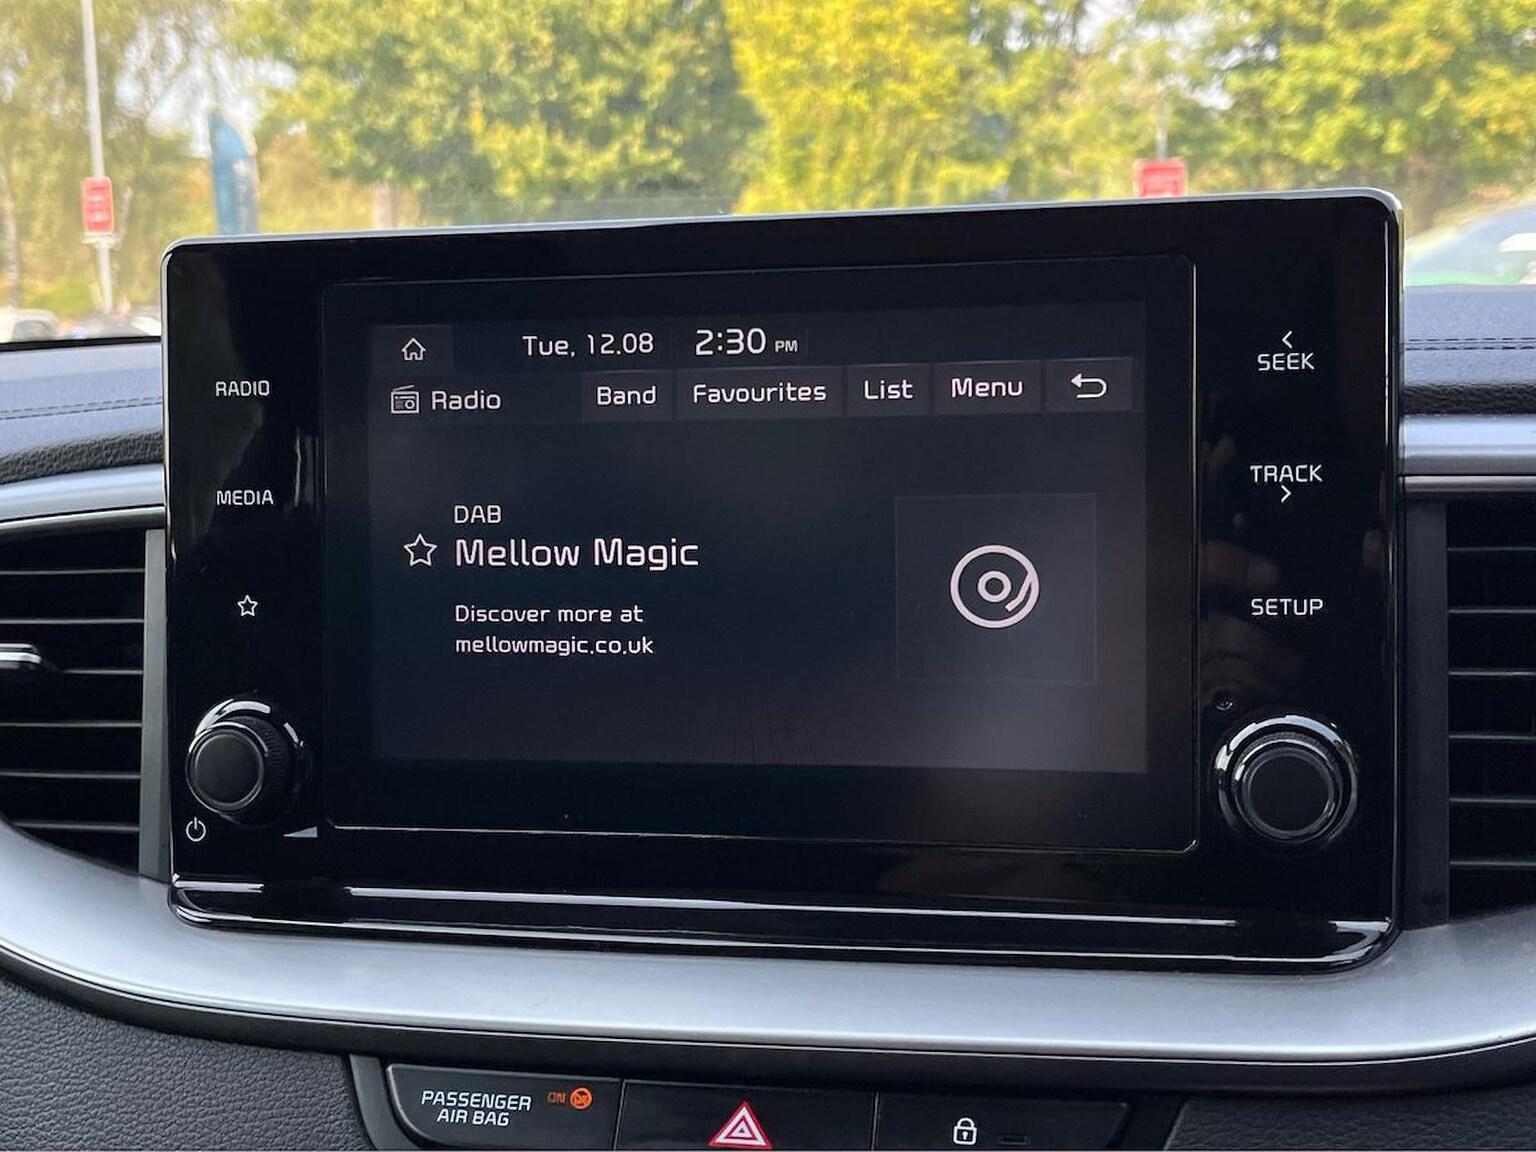 Tue, 12.08 2:30 PM
Radio Band Favourites List Menu
DAB
Mellow Magic
Discover more at
mellowmagic.co.uk
RADIO
MEDIA
SEEK
TRACK
SETUP
PASSENGER
AIR BAG
ON